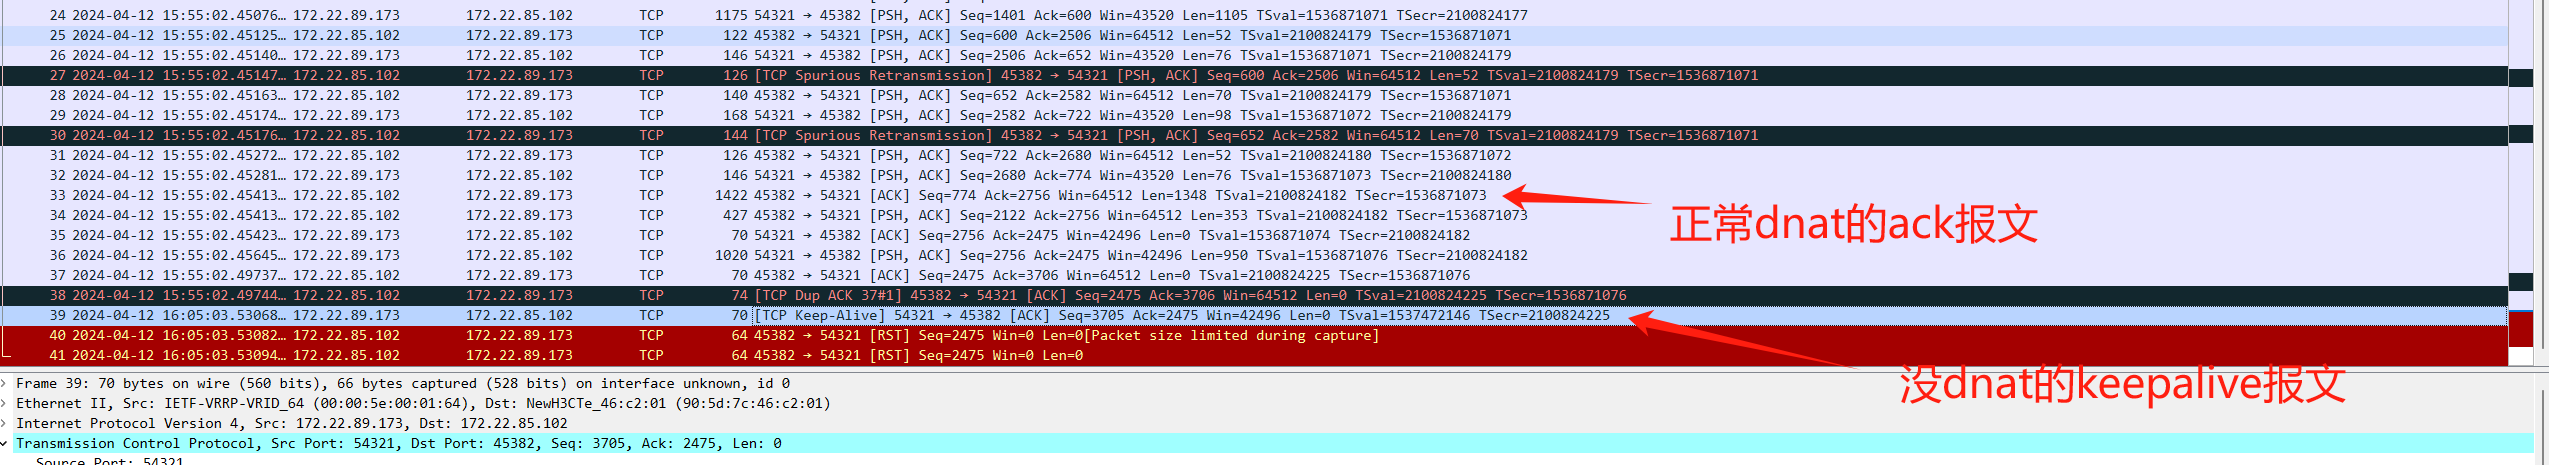 24 2024-04-12 15:55:02.45076… 172.22.89.173 172.22.85.102 TCP 1175 54321 → 45382 [PSH, ACK] Seq=1401 Ack=600 Win=43520 Len=1105 TSval=1536871071 TSecr=2100824177
25 2024-04-12 15:55:02.45125… 172.22.85.102 172.22.89.173 TCP 122 45382 → 54321 [PSH, ACK] Seq=600 Ack=2506 Win=43520 Len=52 TSval=2100824179 TSecr=1536871071
26 2024-04-12 15:55:02.45140… 172.22.89.173 172.22.85.102 TCP 146 54321 → 45382 [PSH, ACK] Seq=2506 Ack=652 Win=43520 Len=76 TSval=1536871071 TSecr=2100824179
27 2024-04-12 15:55:02.45147… 172.22.85.102 172.22.89.173 TCP 126 [TCP Spurious Retransmission] 45382 → 54321 [PSH, ACK] Seq=600 Ack=2506 Win=64512 Len=52 TSval=2100824179 TSecr=1536871071
28 2024-04-12 15:55:02.45163… 172.22.85.102 172.22.89.173 TCP 140 45382 → 54321 [PSH, ACK] Seq=652 Ack=2582 Win=64512 Len=70 TSval=2100824179 TSecr=1536871071
29 2024-04-12 15:55:02.45174… 172.22.89.173 172.22.85.102 TCP 168 54321 → 45382 [PSH, ACK] Seq=2582 Ack=722 Win=43520 Len=98 TSval=1536871072 TSecr=2100824179
30 2024-04-12 15:55:02.45176… 172.22.85.102 172.22.89.173 TCP 144 [TCP Spurious Retransmission] 45382 → 54321 [PSH, ACK] Seq=652 Ack=2582 Win=64512 Len=70 TSval=2100824179 TSecr=1536871071
31 2024-04-12 15:55:02.45272… 172.22.85.102 172.22.89.173 TCP 126 45382 → 54321 [PSH, ACK] Seq=722 Ack=2680 Win=64512 Len=52 TSval=2100824180 TSecr=1536871072
32 2024-04-12 15:55:02.45281… 172.22.89.173 172.22.85.102 TCP 146 54321 → 45382 [PSH, ACK] Seq=2680 Ack=774 Win=43520 Len=76 TSval=1536871073 TSecr=2100824180
33 2024-04-12 15:55:02.45413… 172.22.85.102 172.22.89.173 TCP 1422 45382 → 54321 [ACK] Seq=774 Ack=2756 Win=64512 Len=1348 TSval=2100824182 TSecr=1536871073
34 2024-04-12 15:55:02.45413… 172.22.85.102 172.22.89.173 TCP 427 45382 → 54321 [PSH, ACK] Seq=2122 Ack=2756 Win=64512 Len=353 TSval=2100824182 TSecr=1536871073
正常dnat的ack报文
35 2024-04-12 15:55:02.45423… 172.22.89.173 172.22.85.102 TCP 70 54321 → 45382 [ACK] Seq=2756 Ack=2475 Win=42496 Len=0 TSval=1536871074 TSecr=2100824182
36 2024-04-12 15:55:02.45645… 172.22.89.173 172.22.85.102 TCP 1020 54321 → 45382 [PSH, ACK] Seq=2756 Ack=2475 Win=42496 Len=950 TSval=1536871076 TSecr=2100824182
37 2024-04-12 15:55:02.49737… 172.22.85.102 172.22.89.173 TCP 70 45382 → 54321 [ACK] Seq=2475 Ack=3706 Win=64512 Len=0 TSval=2100824225 TSecr=1536871076
38 2024-04-12 15:55:02.49744… 172.22.85.102 172.22.89.173 TCP 74 [TCP Dup ACK 37#1] 45382 → 54321 [ACK] Seq=2475 Ack=3706 Win=64512 Len=0 TSval=2100824225 TSecr=1536871076
39 2024-04-12 16:05:03.53068… 172.22.89.173 172.22.85.102 TCP 70 [TCP Keep-Alive] 54321 → 45382 [ACK] Seq=3705 Ack=2475 Win=42496 Len=0 TSval=1537472146 TSecr=2100824225
40 2024-04-12 16:05:03.53082… 172.22.85.102 172.22.89.173 TCP 64 45382 → 54321 [RST] Seq=2475 Win=0 Len=0[Packet size limited during capture]
41 2024-04-12 16:05:03.53094… 172.22.85.102 172.22.89.173 TCP 64 45382 → 54321 [RST] Seq=2475 Win=0 Len=0
没dnat的keepalive报文
Frame 39: 70 bytes on wire (560 bits), 66 bytes captured (528 bits) on interface unknown, id 0
Ethernet II, Src: IETF-VRRP-VRID_64 (00:00:5e:00:01:64), Dst: NewH3CTe_46:c2:01 (90:5d:7c:46:c2:01)
Internet Protocol Version 4, Src: 172.22.89.173, Dst: 172.22.85.102
Transmission Control Protocol, Src Port: 54321, Dst Port: 45382, Seq: 3705, Ack: 2475, Len: 0
Source Port: 54321